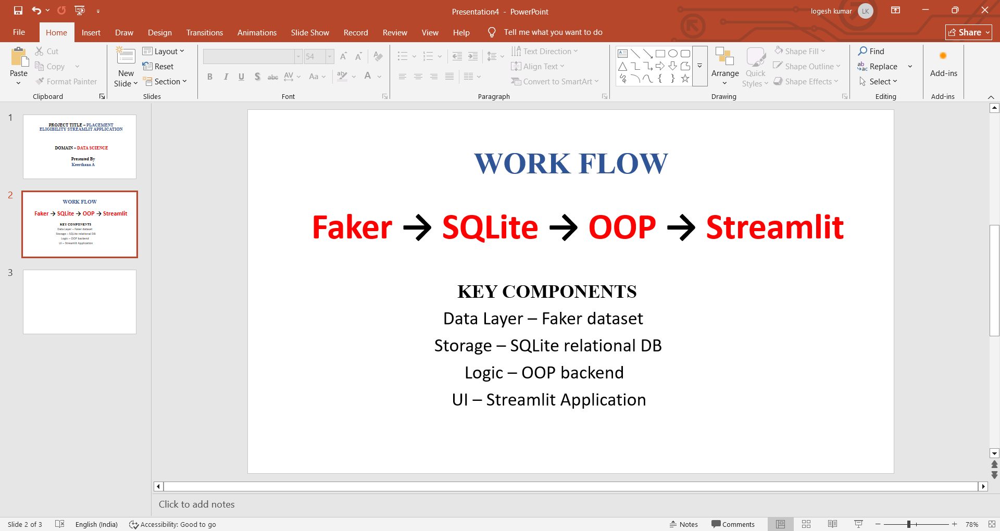 Presentation4 - PowerPoint
logesh kumar
LK
File
Home
Insert
Draw
Design
Transitions
Animations
Slide Show
Record
Review
View
Help
Tell me what you want to do
Share
Paste
Cut
Copy
Format Painter
Clipboard
New
Slide
Layout
Reset
Section
Slides
54
B I U S abc AV Aa A
Font
Text Direction
Align Text
Convert to SmartArt
Paragraph
Arrange
Quick
Styles
Shape Fill
Shape Outline
Shape Effects
Drawing
Find
Replace
Select
Editing
Add-ins
Add-ins
1
PROJECT TITLE – PLACEMENT
ELIGIBILITY STREAMLIT APPLICATION
DOMAIN – DATA SCIENCE
Presented By
Keerthana A
2
WORK FLOW
Faker → SQLite → OOP → Streamlit
KEY COMPONENTS
Data Layer – Faker dataset
Storage – SQLite relational DB
Logic – OOP backend
UI – Streamlit Application
3
WORK FLOW
Faker → SQLite → OOP → Streamlit
KEY COMPONENTS
Data Layer – Faker dataset
Storage – SQLite relational DB
Logic – OOP backend
UI – Streamlit Application
Click to add notes
Slide 2 of 3
English (India)
Accessibility: Good to go
Notes
Comments
78%